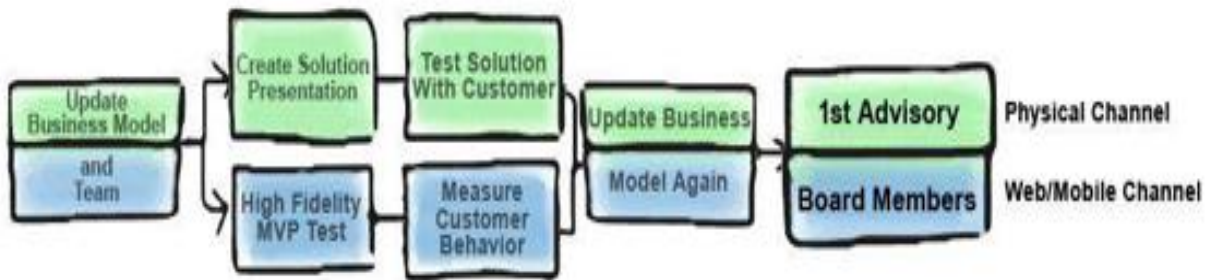 Update
Business Model
and
Team
Create Solution
Presentation
Test Solution
With Customer
High Fidelity
MVP Test
Measure
Customer
Behavior
Update Business
Model Again
1st Advisory
Board Members
Physical Channel
Web/Mobile Channel